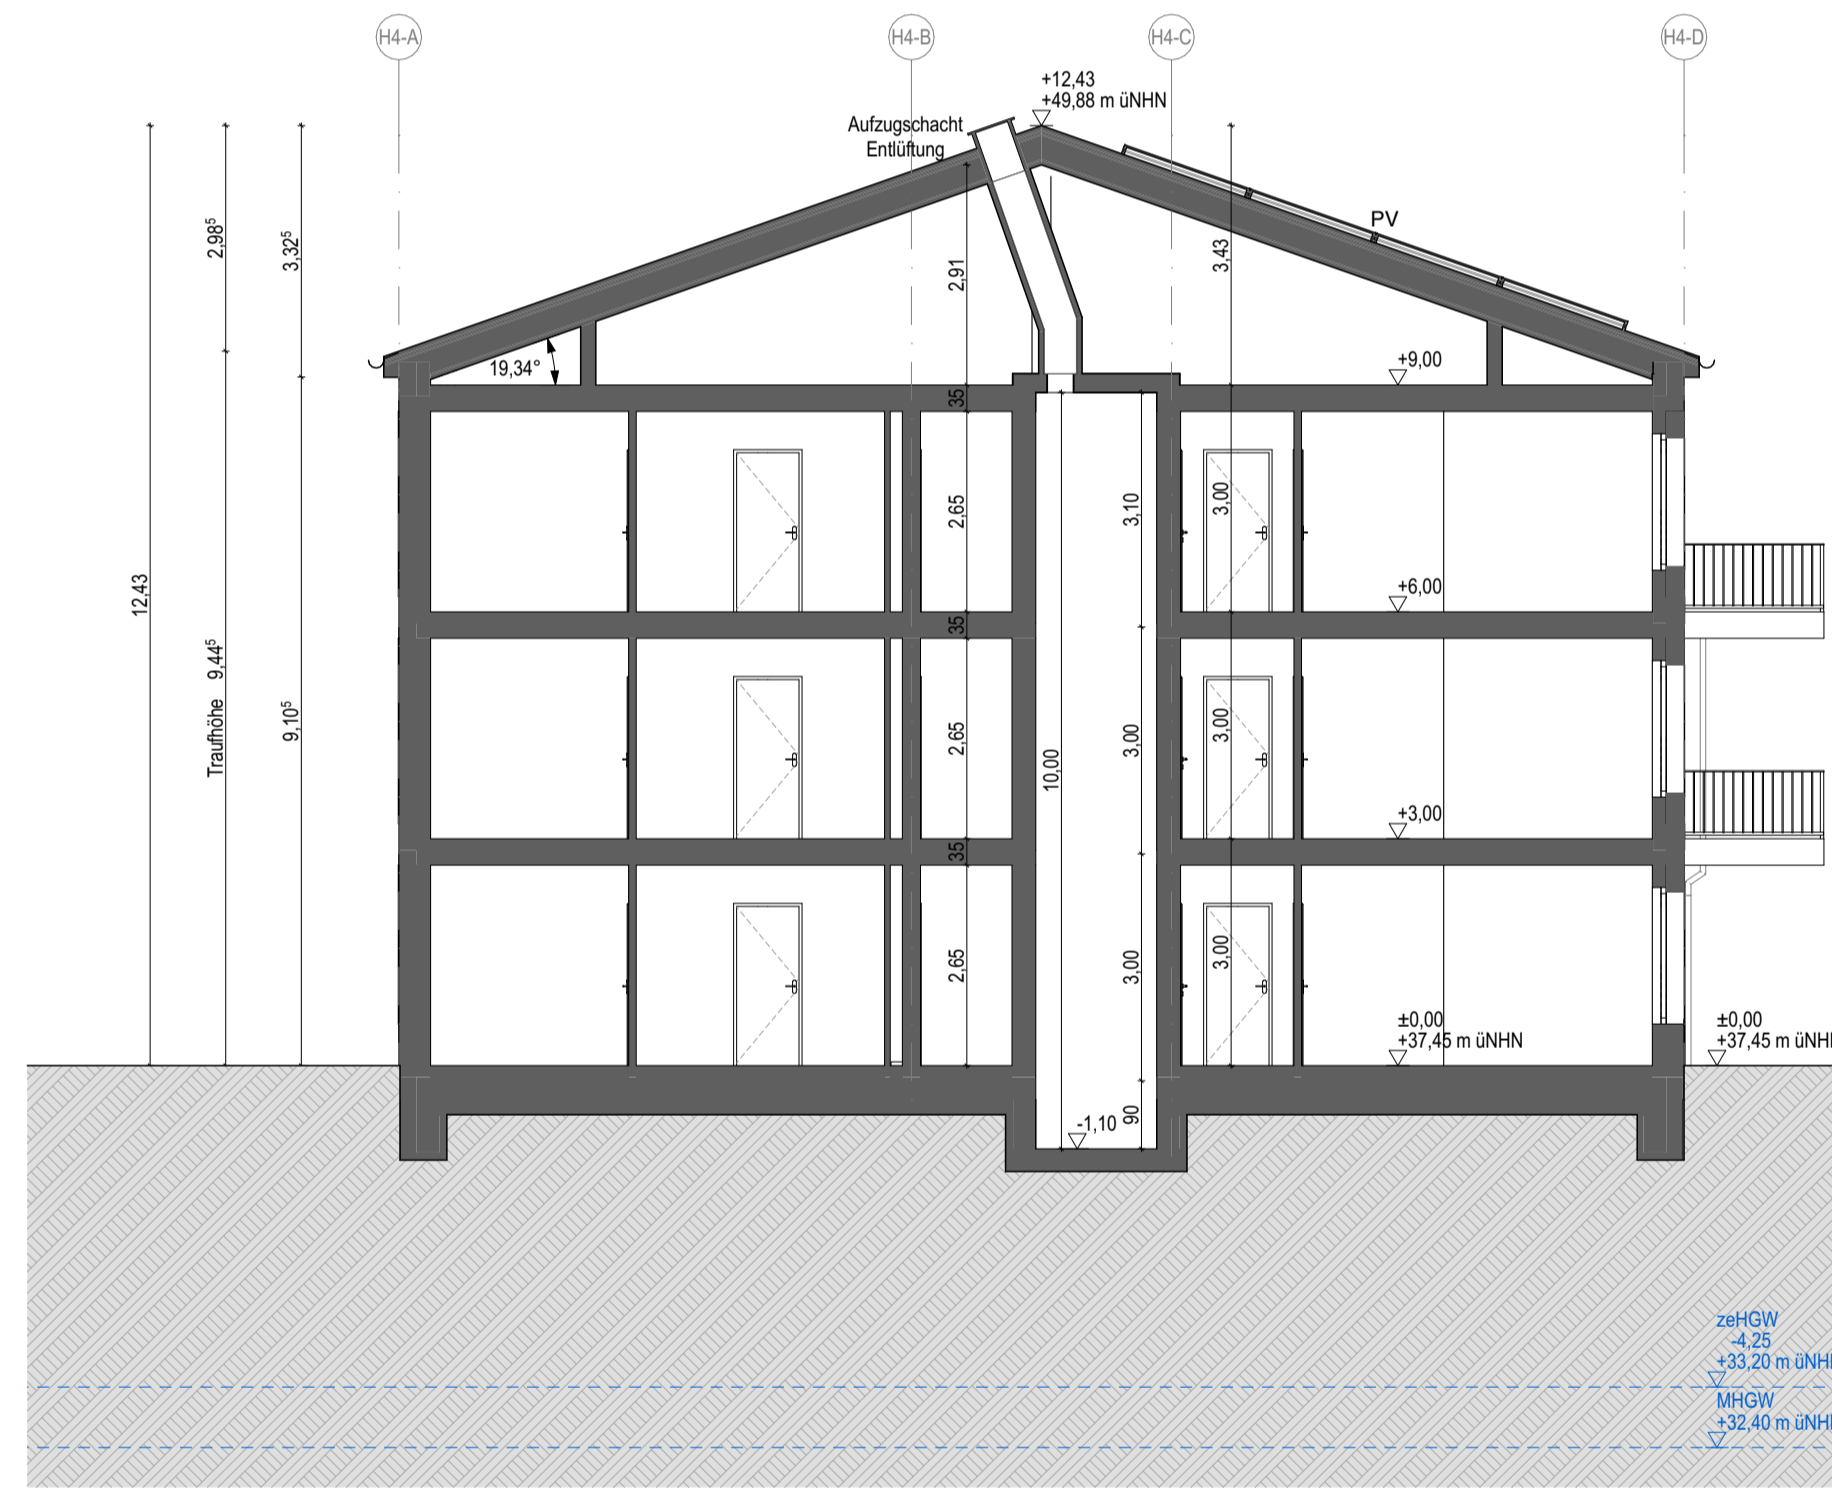 H4-A
H4-B
H4-C
H4-D
+12,43
+49,88 m üNHN
Aufzugschacht
Entlüftung
PV
2,98⁵
3,32⁵
2,91
3,43
19,34°
+9,00
35
2,65
3,10
3,00
+6,00
12,43
35
Traufhöhe 9,44⁵
9,10⁵
2,65
10,00
3,00
3,00
+3,00
35
2,65
3,00
3,00
±0,00
+37,45 m üNHN
±0,00
+37,45 m üNH
-1,10
90
zeHGW
-4,25
+33,20 m üNH
MHGW
+32,40 m üNH